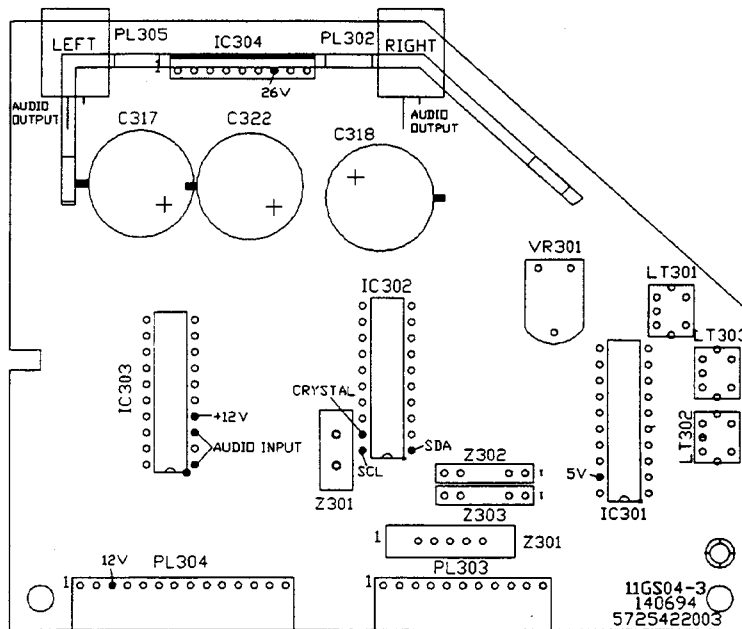 LEFT
PL305
IC304
PL302
RIGHT
1
26V
AUDIO
OUTPUT
AUDIO
OUTPUT
C317
C322
C318
+
+
+
VR301
LT301
IC302
LT303
IC303
CRYSTAL
+12V
AUDIO INPUT
SCL
SDA
LT302
Z301
Z302
1
5V
1
Z303
IC301
1
Z301
12V
PL304
PL303
1
1
11GS04-3
140694
5725422003